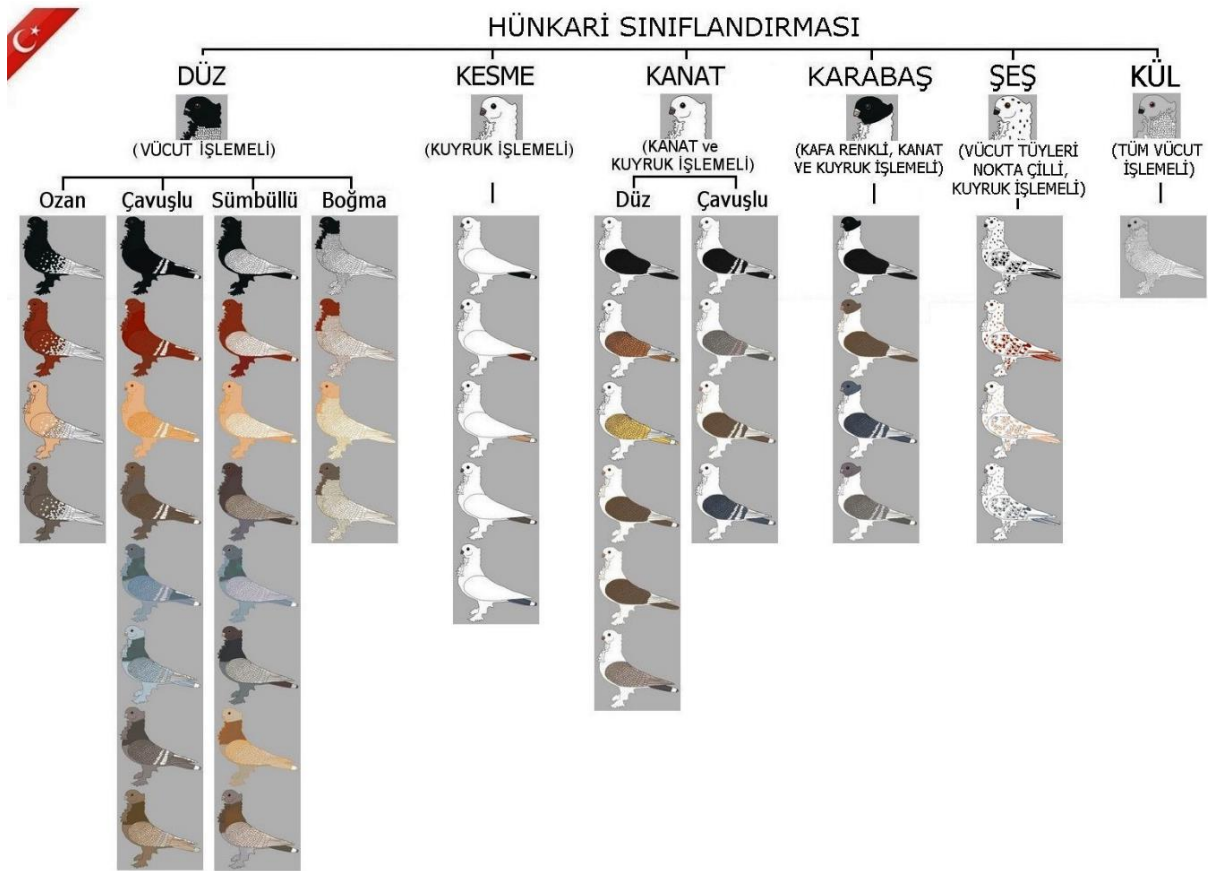 HÜNKARİ SINIFLANDIRMASI
DÜZ
(VÜCUT İŞLEMELİ)
Ozan
Çavuşlu
Sümbüllü
Boğma
KESME
(KUYRUK İŞLEMELİ)
KANAT
(KANAT ve
KUYRUK İŞLEMELİ)
Düz
Çavuşlu
KARABAŞ
(KAFA RENKLİ, KANAT
VE KUYRUK İŞLEMELİ)
ŞEŞ
(VÜCUT TÜYLERİ
NOKTA ÇİLLİ,
KUYRUK İŞLEMELİ)
KÜL
(TÜM VÜCUT
İŞLEMELİ)